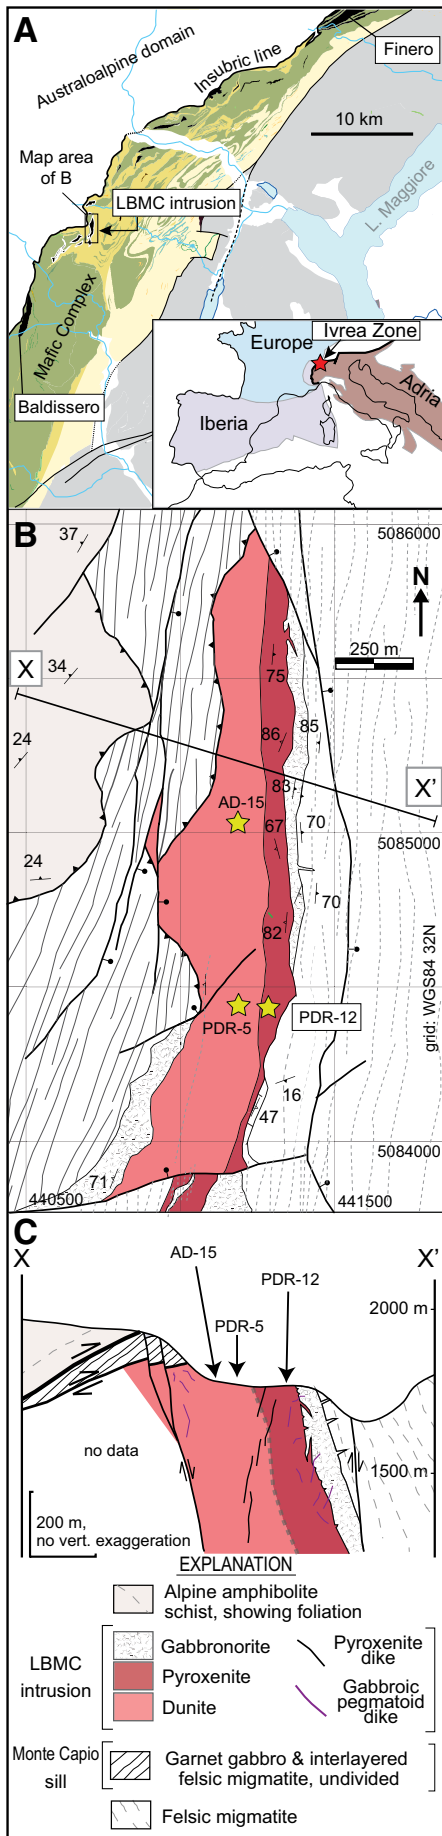 A
Australoalpine domain
Insubric line
Finero
10 km
Map area
of B
LBMC intrusion
L. Maggiore
Mafic Complex
Baldissero
Ivrea Zone
Europe
Adria
Iberia
B
37
5086000
N
250 m
X
34
75
24
86
85
X'
83
AD-15
67
70
5085000
24
70
82
PDR-5
PDR-12
grid: WGS84 32N
16
47
5084000
71
440500
441500
C
X
X'
AD-15
PDR-12
PDR-5
2000 m
no data
1500 m
200 m,
no vert. exaggeration
EXPLANATION
Alpine amphibolite
schist, showing foliation
LBMC
intrusion
Gabbronorite
Pyroxenite
Dunite
Pyroxenite
dike
Gabbroic
pegmatoid
dike
Monte Capio
sill
Garnet gabbro & interlayered
felsic migmatite, undivided
Felsic migmatite